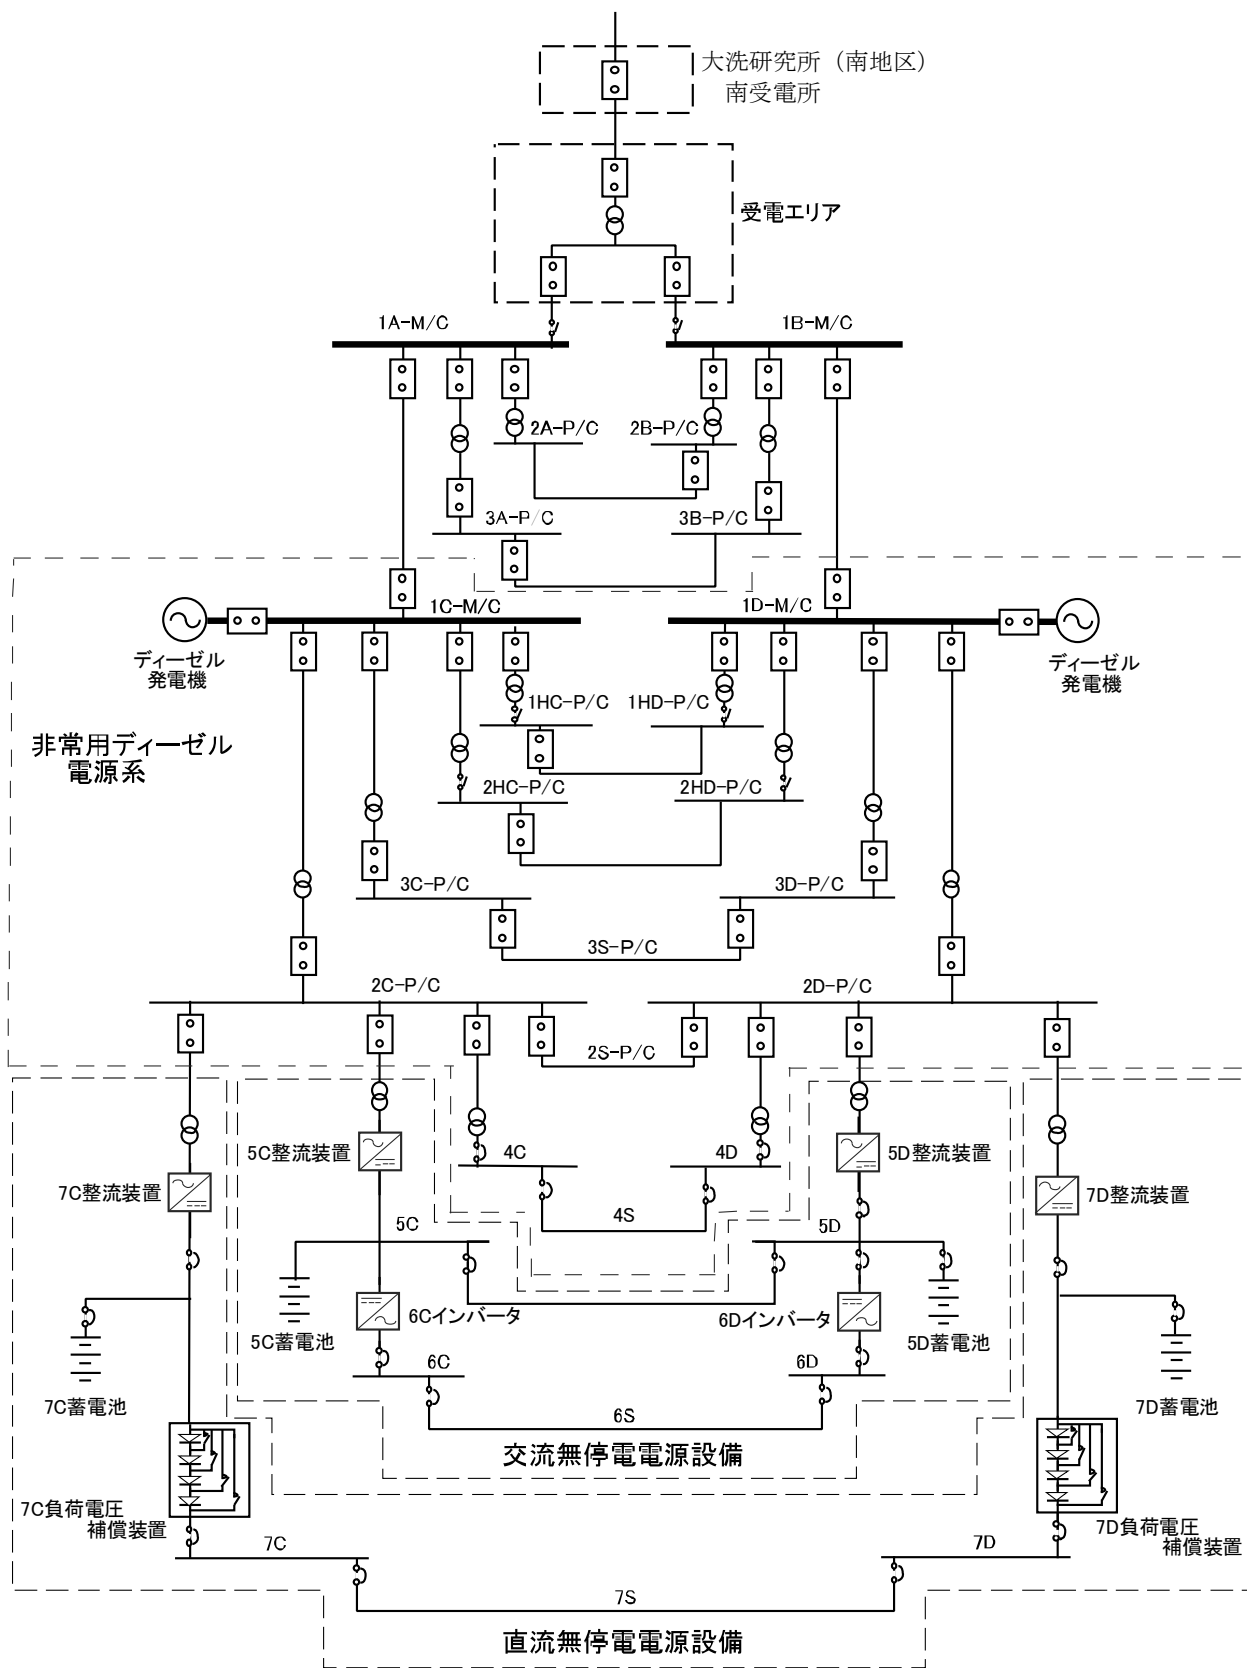 大洗研究所（南地区）
南受電所
受電エリア
1A-M/C
1B-M/C
2A-P/C
2B-P/C
3A-P/C
3B-P/C
1C-M/C
1D-M/C
ディーゼル
発電機
ディーゼル
発電機
1HC-P/C
1HD-P/C
非常用ディーゼル
電源系
2HC-P/C
2HD-P/C
3C-P/C
3D-P/C
3S-P/C
2C-P/C
2D-P/C
2S-P/C
5C整流装置
4C
4D
5D整流装置
7C整流装置
7D整流装置
4S
5C
5D
6Cインバータ
6Dインバータ
5C蓄電池
5D蓄電池
6C
6D
7C蓄電池
7D蓄電池
6S
交流無停電電源設備
7C負荷電圧
補償装置
7D負荷電圧
補償装置
7C
7D
7S
直流無停電電源設備